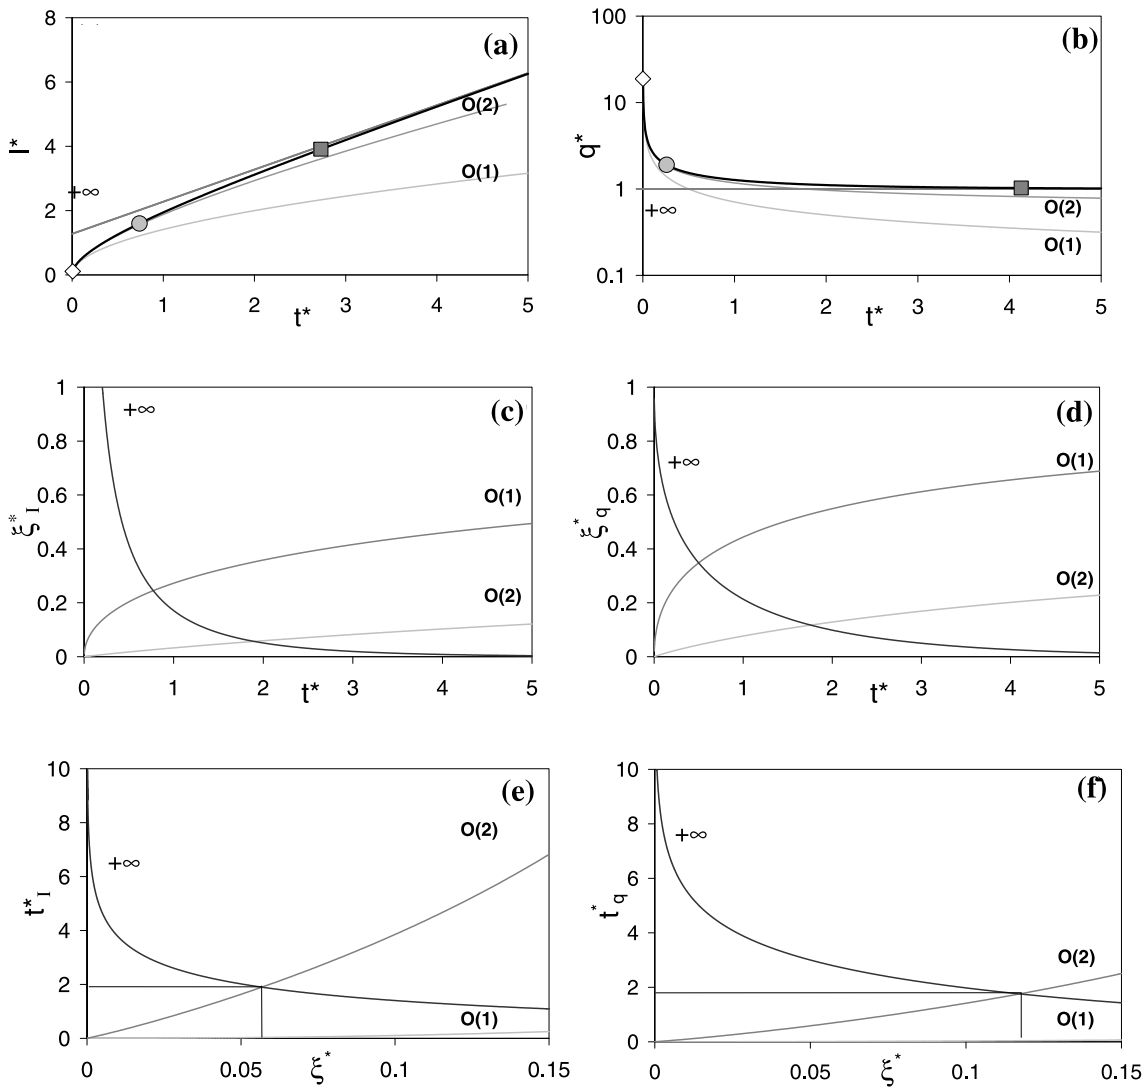 8
6
4
2
0
I*
(a)
O(2)
O(1)
+∞
0 1 2 3 4 5
t*
100
10
1
0.1
q*
(b)
O(2)
O(1)
+∞
0 1 2 3 4 5
t*
1
0.8
0.6
0.4
0.2
0
ξ*I
+∞
(c)
O(1)
O(2)
0 1 2 3 4 5
t*
1
0.8
0.6
0.4
0.2
0
ξ*q
+∞
(d)
O(1)
O(2)
0 1 2 3 4 5
t*
10
8
6
4
2
0
t*I
+∞
(e)
O(2)
O(1)
0 0.05 0.1 0.15
ξ*
10
8
6
4
2
0
t*q
+∞
(f)
O(2)
O(1)
0 0.05 0.1 0.15
ξ*